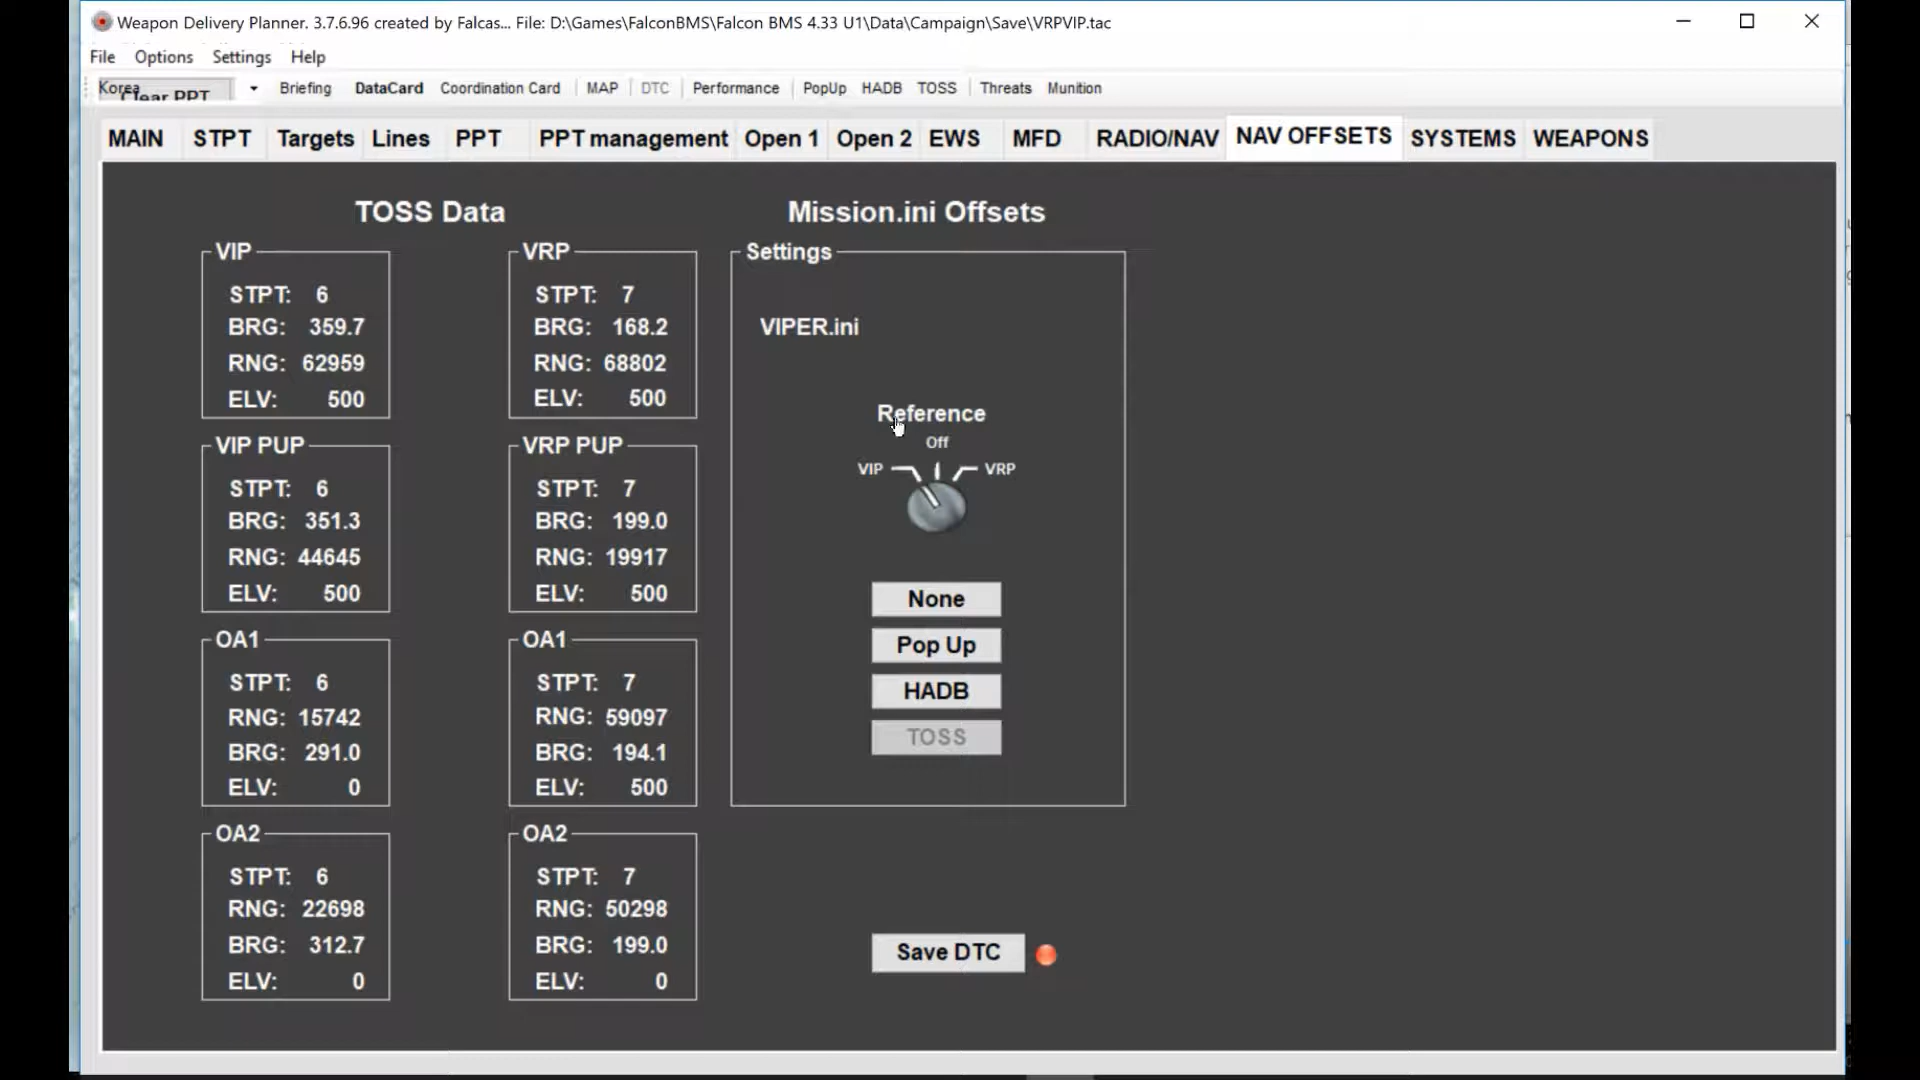 Weapon Delivery Planner. 3.7.6.96 created by Falcas... File: D:\Games\FalconBMS\Falcon BMS 4.33 U1\Data\Campaign\Save\VRPVIP.tac
File Options Settings Help
Korea Clear PPT Briefing DataCard Coordination Card MAP DTC Performance PopUp HADB TOSS Threats Munition
MAIN STPT Targets Lines PPT PPT management Open 1 Open 2 EWS MFD RADIO/NAV NAV OFFSETS SYSTEMS WEAPONS
TOSS Data
VIP
STPT: 6
BRG: 359.7
RNG: 62959
ELV: 500
VIP PUP
STPT: 6
BRG: 351.3
RNG: 44645
ELV: 500
OA1
STPT: 6
RNG: 15742
BRG: 291.0
ELV: 0
OA2
STPT: 6
RNG: 22698
BRG: 312.7
ELV: 0
VRP
STPT: 7
BRG: 168.2
RNG: 68802
ELV: 500
VRP PUP
STPT: 7
BRG: 199.0
RNG: 19917
ELV: 500
OA1
STPT: 7
RNG: 59097
BRG: 194.1
ELV: 500
OA2
STPT: 7
RNG: 50298
BRG: 199.0
ELV: 0
Mission.ini Offsets
Settings
VIPER.ini
Reference
Off
VIP VRP
None
Pop Up
HADB
TOSS
Save DTC